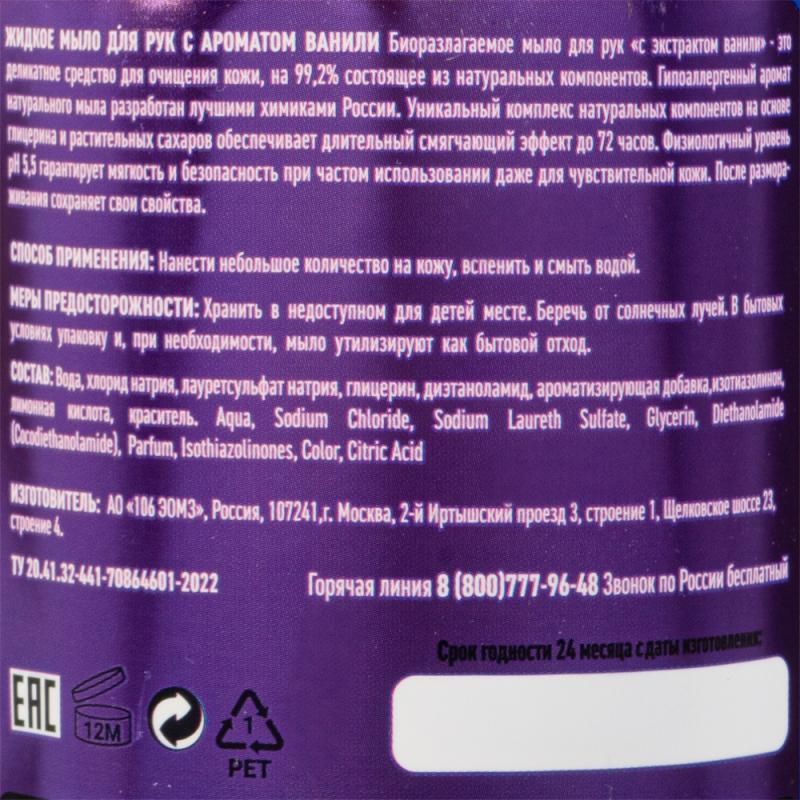 ЖИДКОЕ МЫЛО ДЛЯ РУК С АРОМАТОМ ВАНИЛИ Биоразлагаемое мыло для рук «с экстрактом ванили» - это
деликатное средство для очищения кожи, на 99,2% состоящее из натуральных компонентов. Гипоаллергенный аромат
натурального мыла разработан лучшими химиками России. Уникальный комплекс натуральных компонентов на основе
глицерина и растительных сахаров обеспечивает длительный смягчающий эффект до 72 часов. Физиологичный уровень
pH 5,5 гарантирует мягкость и безопасность при частом использовании даже для чувствительной кожи. После размора-
живания сохраняет свои свойства.
СПОСОБ ПРИМЕНЕНИЯ: Нанести небольшое количество на кожу, вспенить и смыть водой.
МЕРЫ ПРЕДОСТОРОЖНОСТИ: Хранить в недоступном для детей месте. Беречь от солнечных лучей. В бытовых
условиях упаковку и, при необходимости, мыло утилизируют как бытовой отход.
СОСТАВ: Вода, хлорид натрия, лауретсульфат натрия, глицерин, диэтаноламид, ароматизирующая добавка,изотиазолинон,
лимонная кислота, краситель. Aqua, Sodium Chloride, Sodium Laureth Sulfate, Glycerin, Diethanolamide
(Cocodiethanolamide), Parfum, Isothiazolinones, Color, Citric Acid
ИЗГОТОВИТЕЛЬ: АО «106 ЭОМЗ», Россия, 107241,г. Москва, 2-й Иртышский проезд 3, строение 1, Щелковское шоссе 23,
строение 4.
ТУ 20.41.32-441-70864601-2022 Горячая линия 8 (800)777-96-48 Звонок по России бесплатный
Срок годности 24 месяца с даты изготовления:
EAC 12M 1
PET